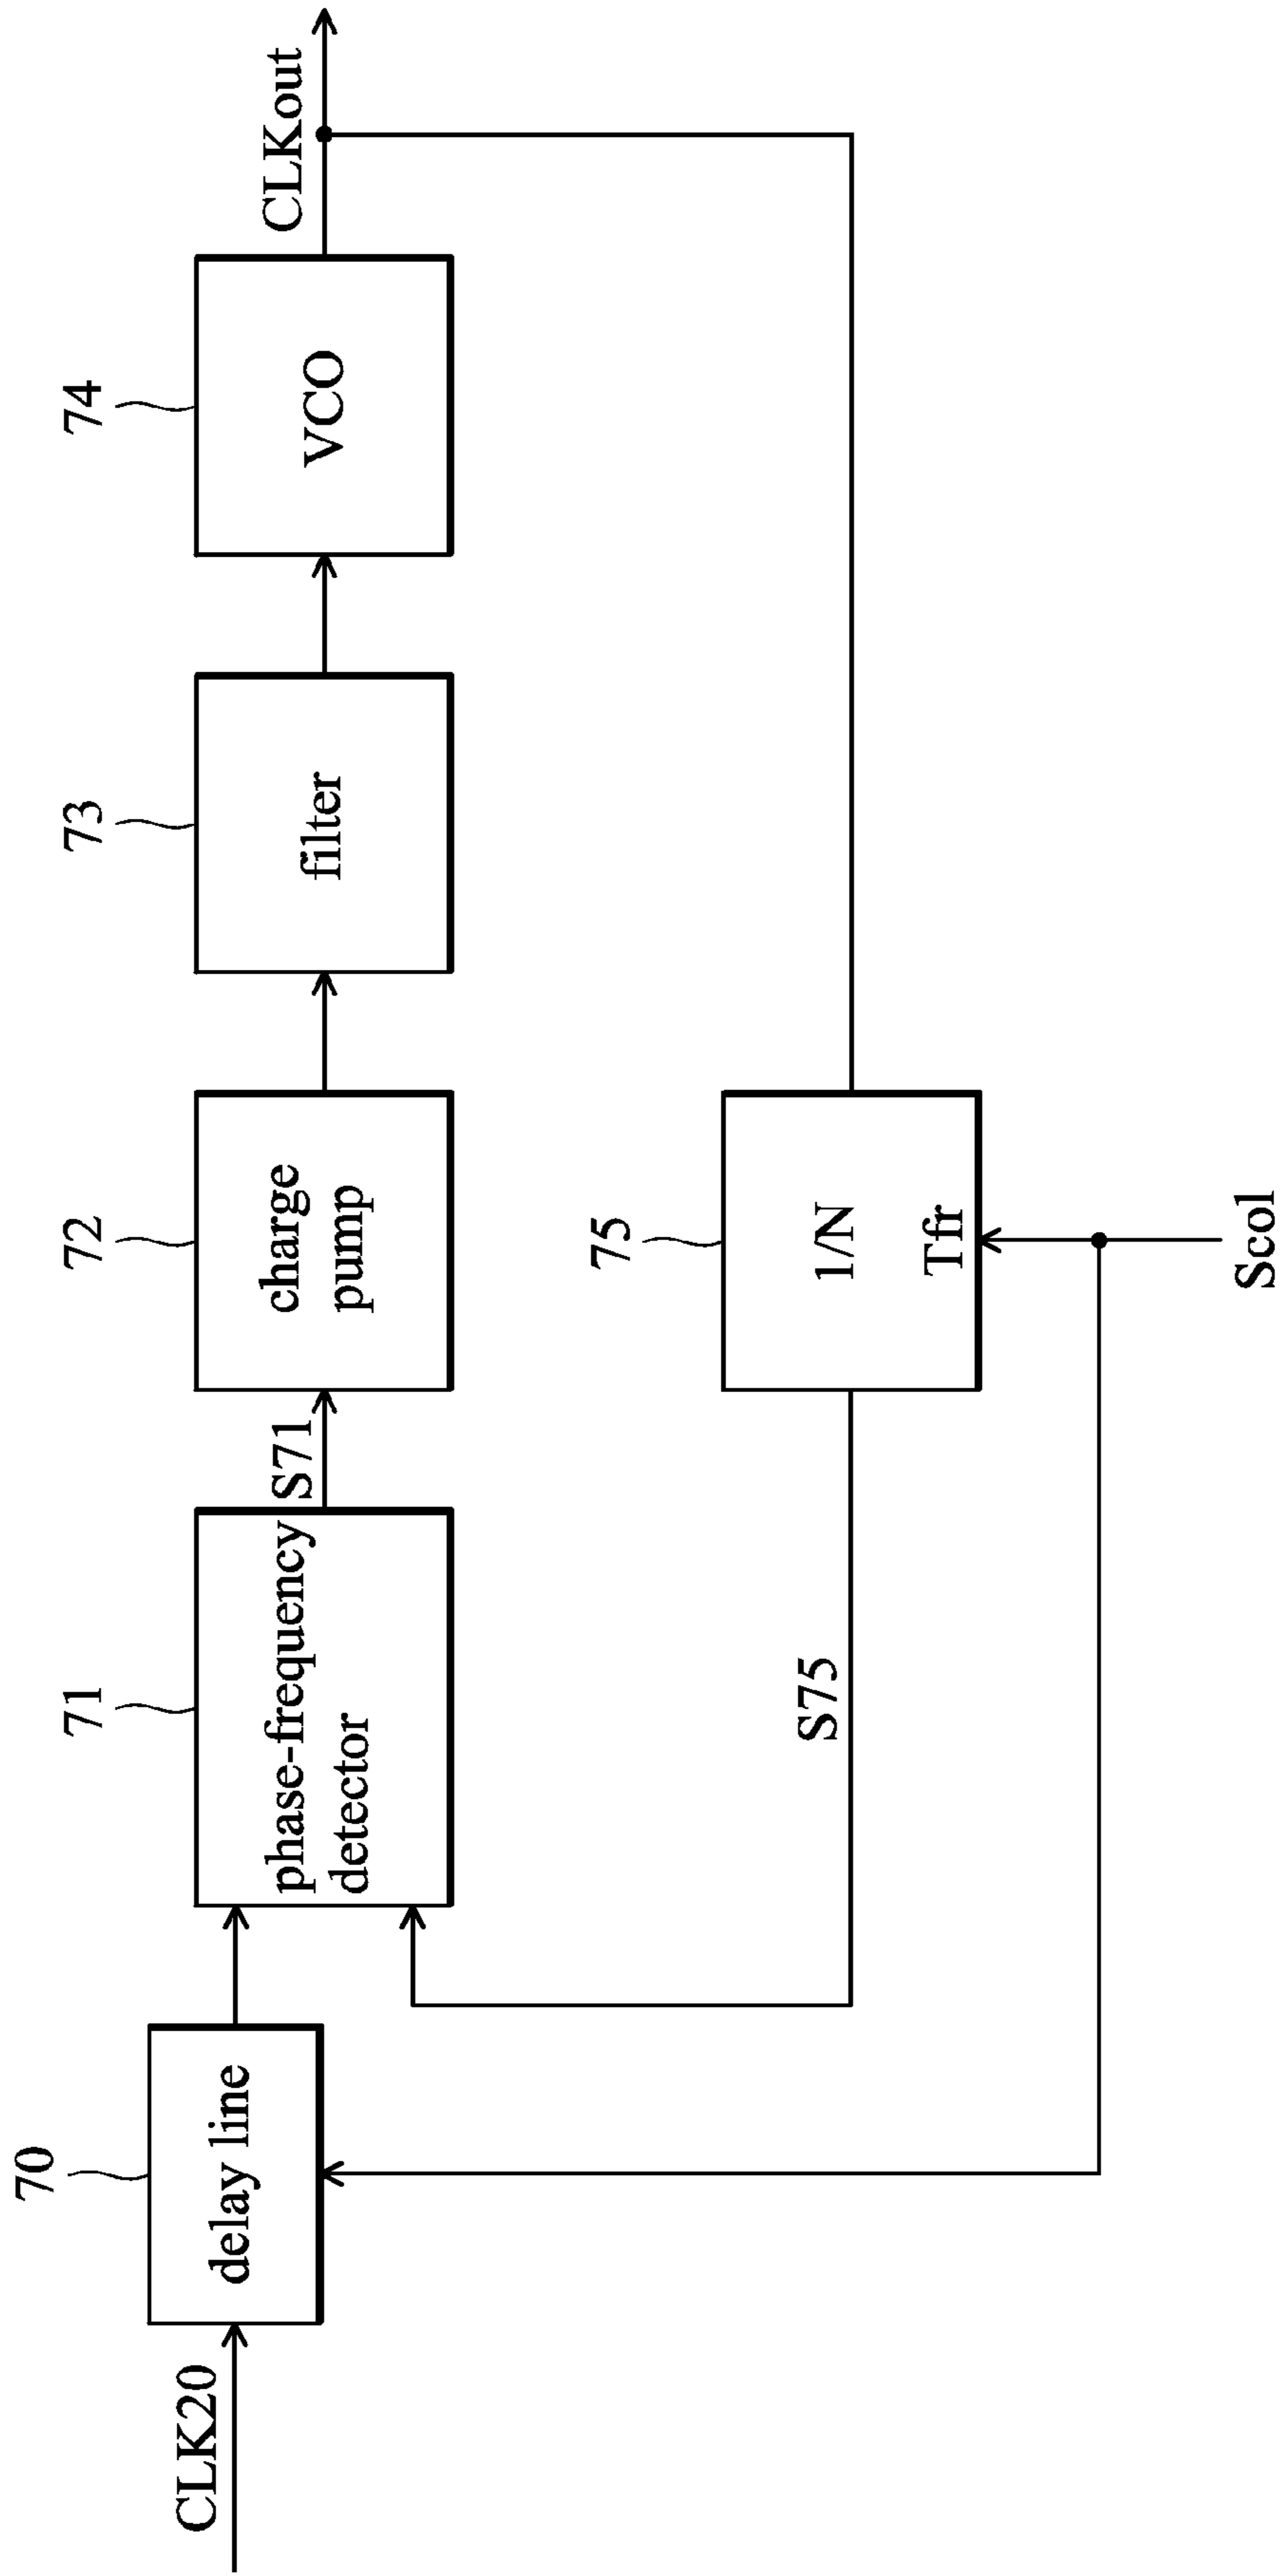 70
71
72
73
74
CLK20
delay line
phase-frequency
detector
S71
charge
pump
filter
VCO
CLKout
75
S75
1/N
Tfr
Scol